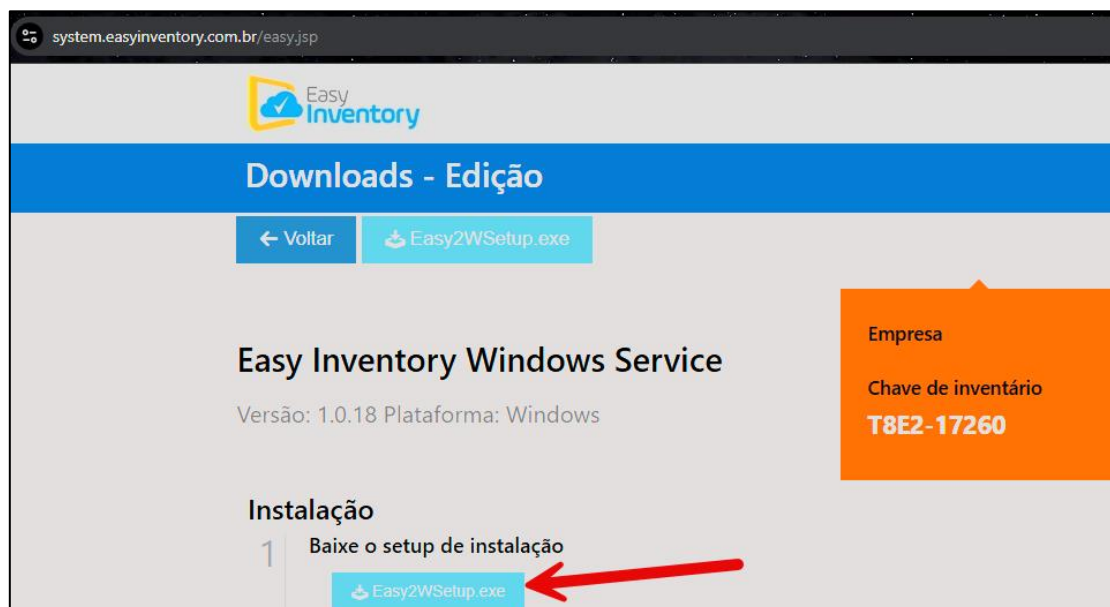 system.easyinventory.com.br/easy.jsp
Easy
Inventory
Downloads - Edição
Voltar
Easy2WSetup.exe
Easy Inventory Windows Service
Versão: 1.0.18 Plataforma: Windows
Empresa
Chave de inventário
T8E2-17260
Instalação
1 Baixe o setup de instalação
Easy2WSetup.exe